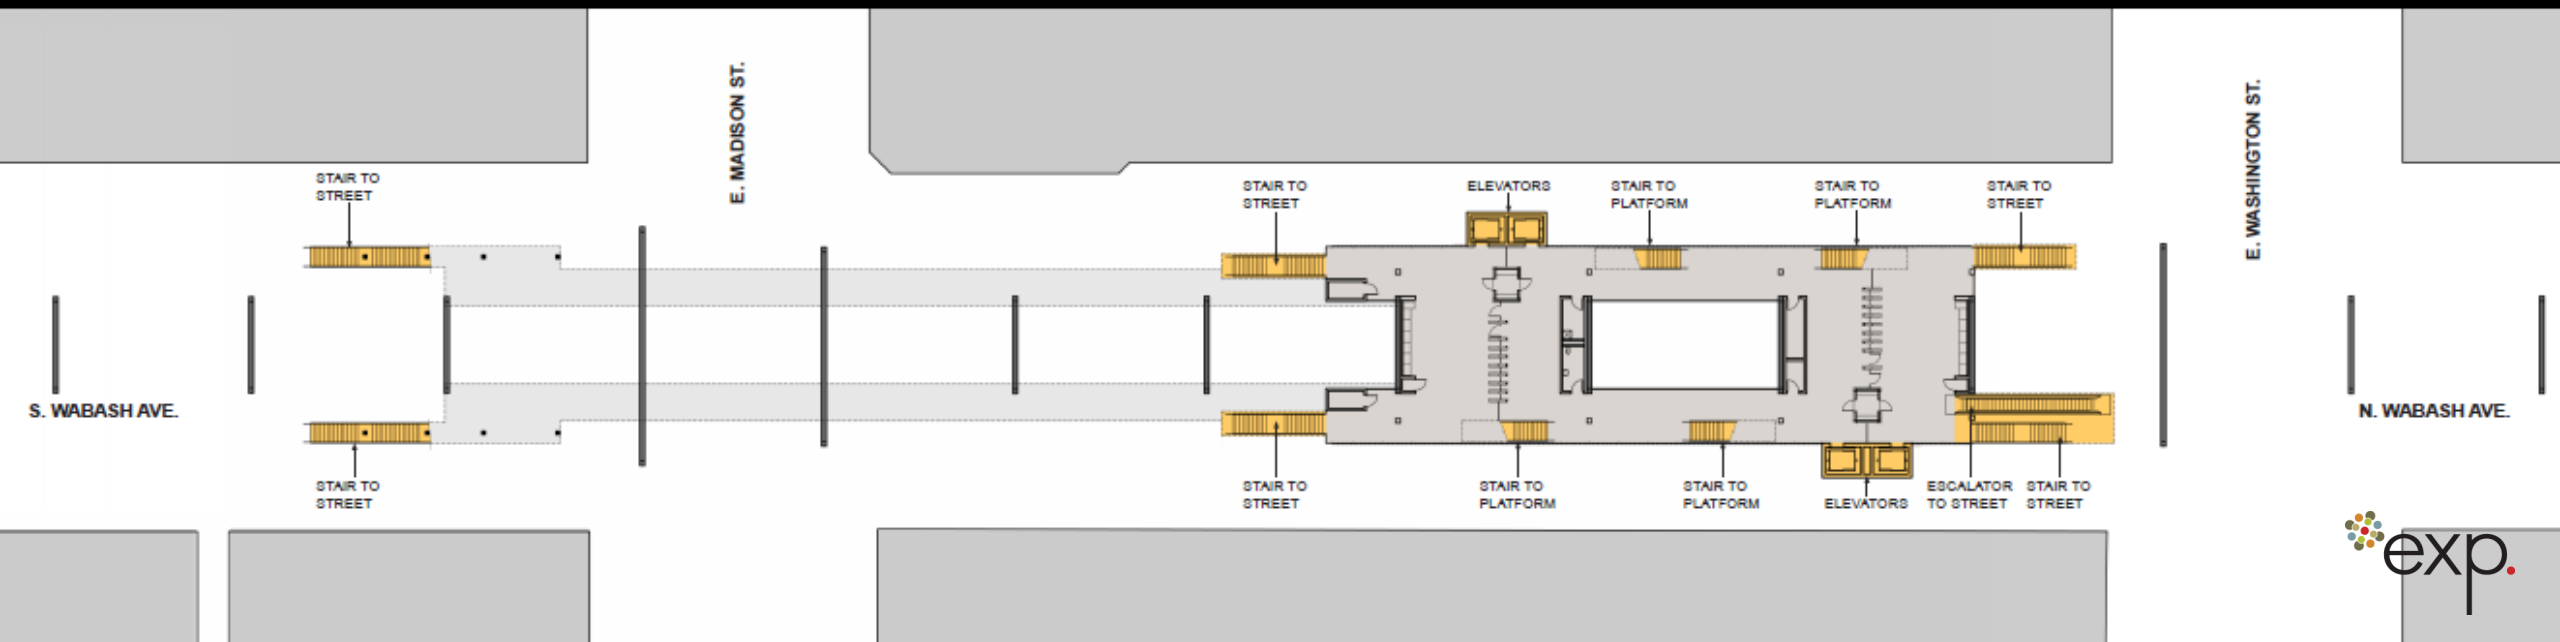 E. MADISON ST.
E. WASHINGTON ST.
STAIR TO
STREET
STAIR TO
STREET
ELEVATORS
STAIR TO
PLATFORM
STAIR TO
PLATFORM
STAIR TO
STREET
S. WABASH AVE.
N. WABASH AVE.
STAIR TO
STREET
STAIR TO
STREET
STAIR TO
PLATFORM
STAIR TO
PLATFORM
ELEVATORS
ESCALATOR
TO STREET
STAIR TO
STREET
exp.